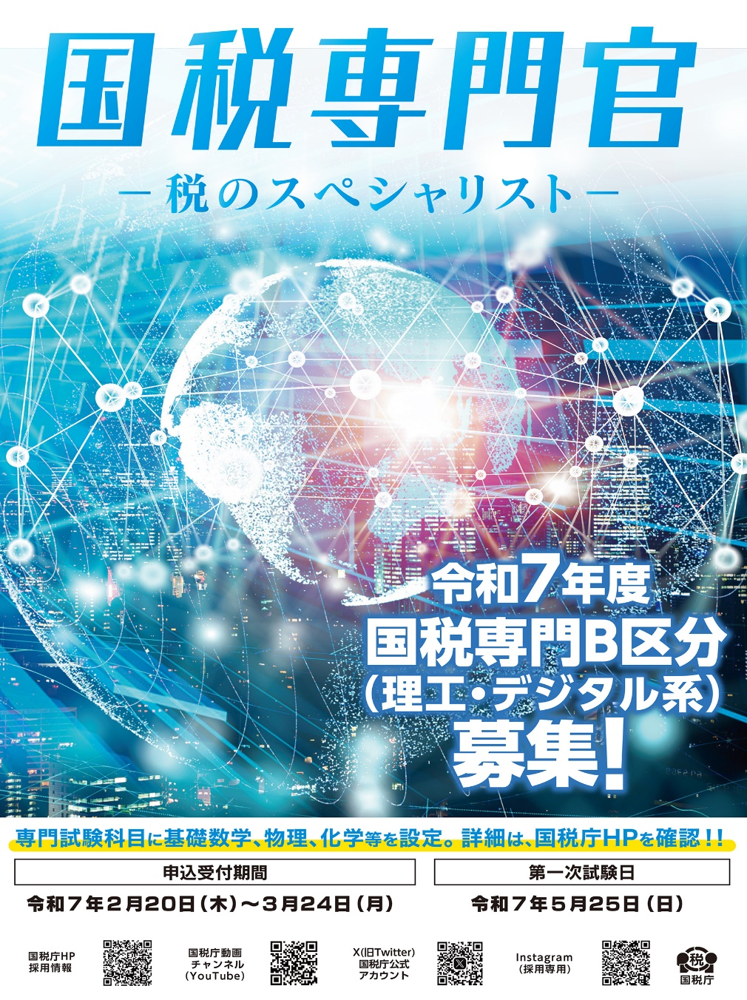 国税専門官
－税のスペシャリスト－
令和7年度
国税専門B区分
（理工・デジタル系）
募集！
専門試験科目に基礎数学、物理、化学等を設定。詳細は、国税庁HPを確認！！
申込受付期間
令和７年２月20日（木）～３月24日（月）
第一次試験日
令和７年５月25日（日）
国税庁HP
採用情報
国税庁動画
チャンネル
（YouTube）
X(旧Twitter)
国税庁公式
アカウント
Instagram
（採用専用）
税
国税庁